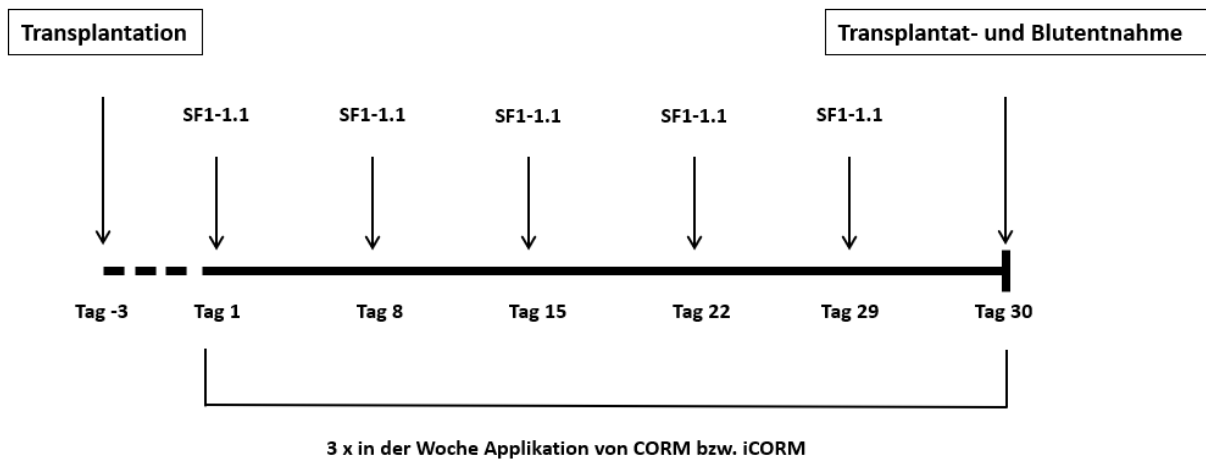 Transplantation
Transplantat- und Blutentnahme
SF1-1.1 SF1-1.1 SF1-1.1 SF1-1.1 SF1-1.1
Tag -3 Tag 1 Tag 8 Tag 15 Tag 22 Tag 29 Tag 30
3 x in der Woche Applikation von CORM bzw. iCORM